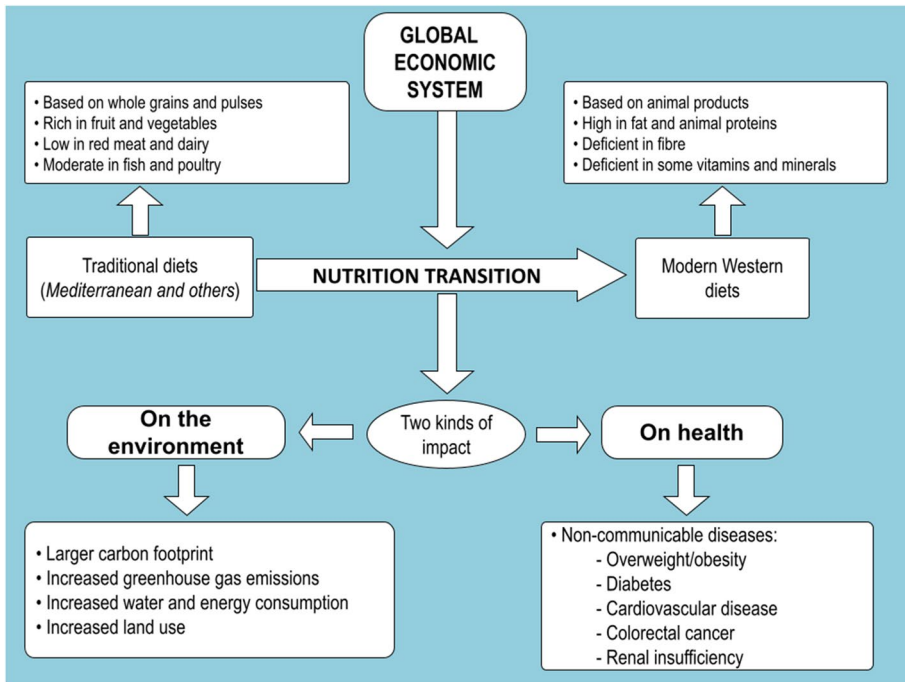 GLOBAL
ECONOMIC
SYSTEM
• Based on whole grains and pulses
• Rich in fruit and vegetables
• Low in red meat and dairy
• Moderate in fish and poultry
• Based on animal products
• High in fat and animal proteins
• Deficient in fibre
• Deficient in some vitamins and minerals
Traditional diets
(Mediterranean and others)
NUTRITION TRANSITION
Modern Western
diets
Two kinds of
impact
On the
environment
On health
• Larger carbon footprint
• Increased greenhouse gas emissions
• Increased water and energy consumption
• Increased land use
• Non-communicable diseases:
- Overweight/obesity
- Diabetes
- Cardiovascular disease
- Colorectal cancer
- Renal insufficiency